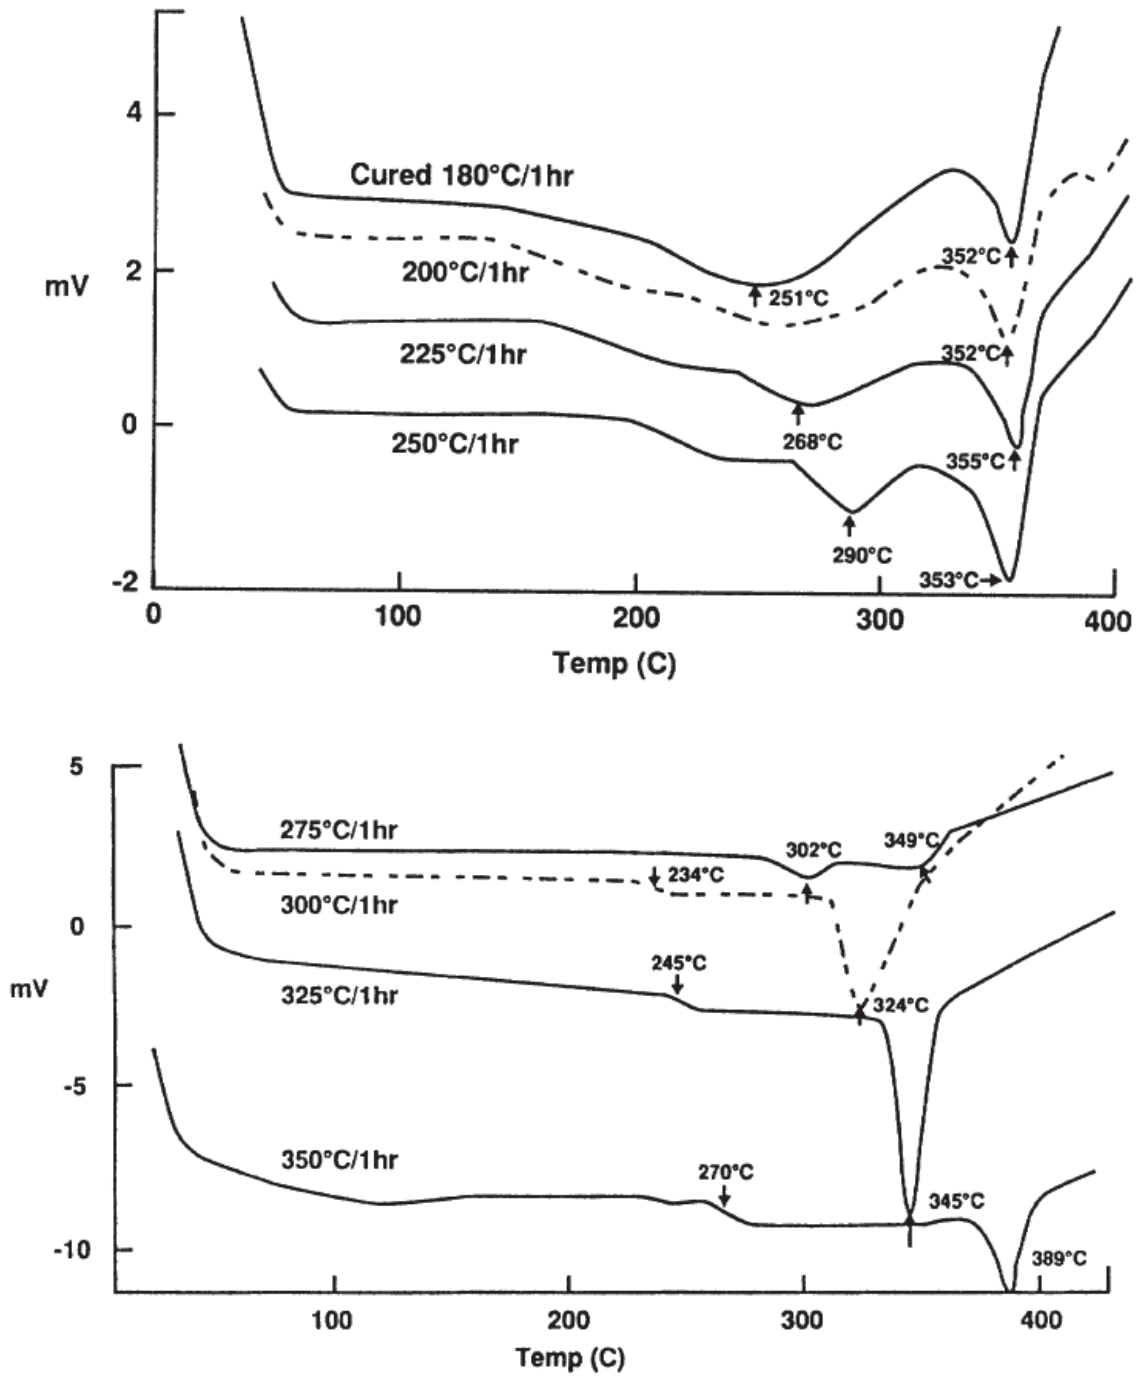 4
Cured 180°C/1hr
352°C
2
200°C/1hr
251°C
mV
225°C/1hr
352°C
0
250°C/1hr
268°C
355°C
290°C
353°C
-2
0
100
200
300
400
Temp (C)
5
275°C/1hr
302°C
349°C
234°C
300°C/1hr
0
245°C
mV
325°C/1hr
324°C
-5
350°C/1hr
270°C
345°C
-10
389°C
100
200
300
400
Temp (C)